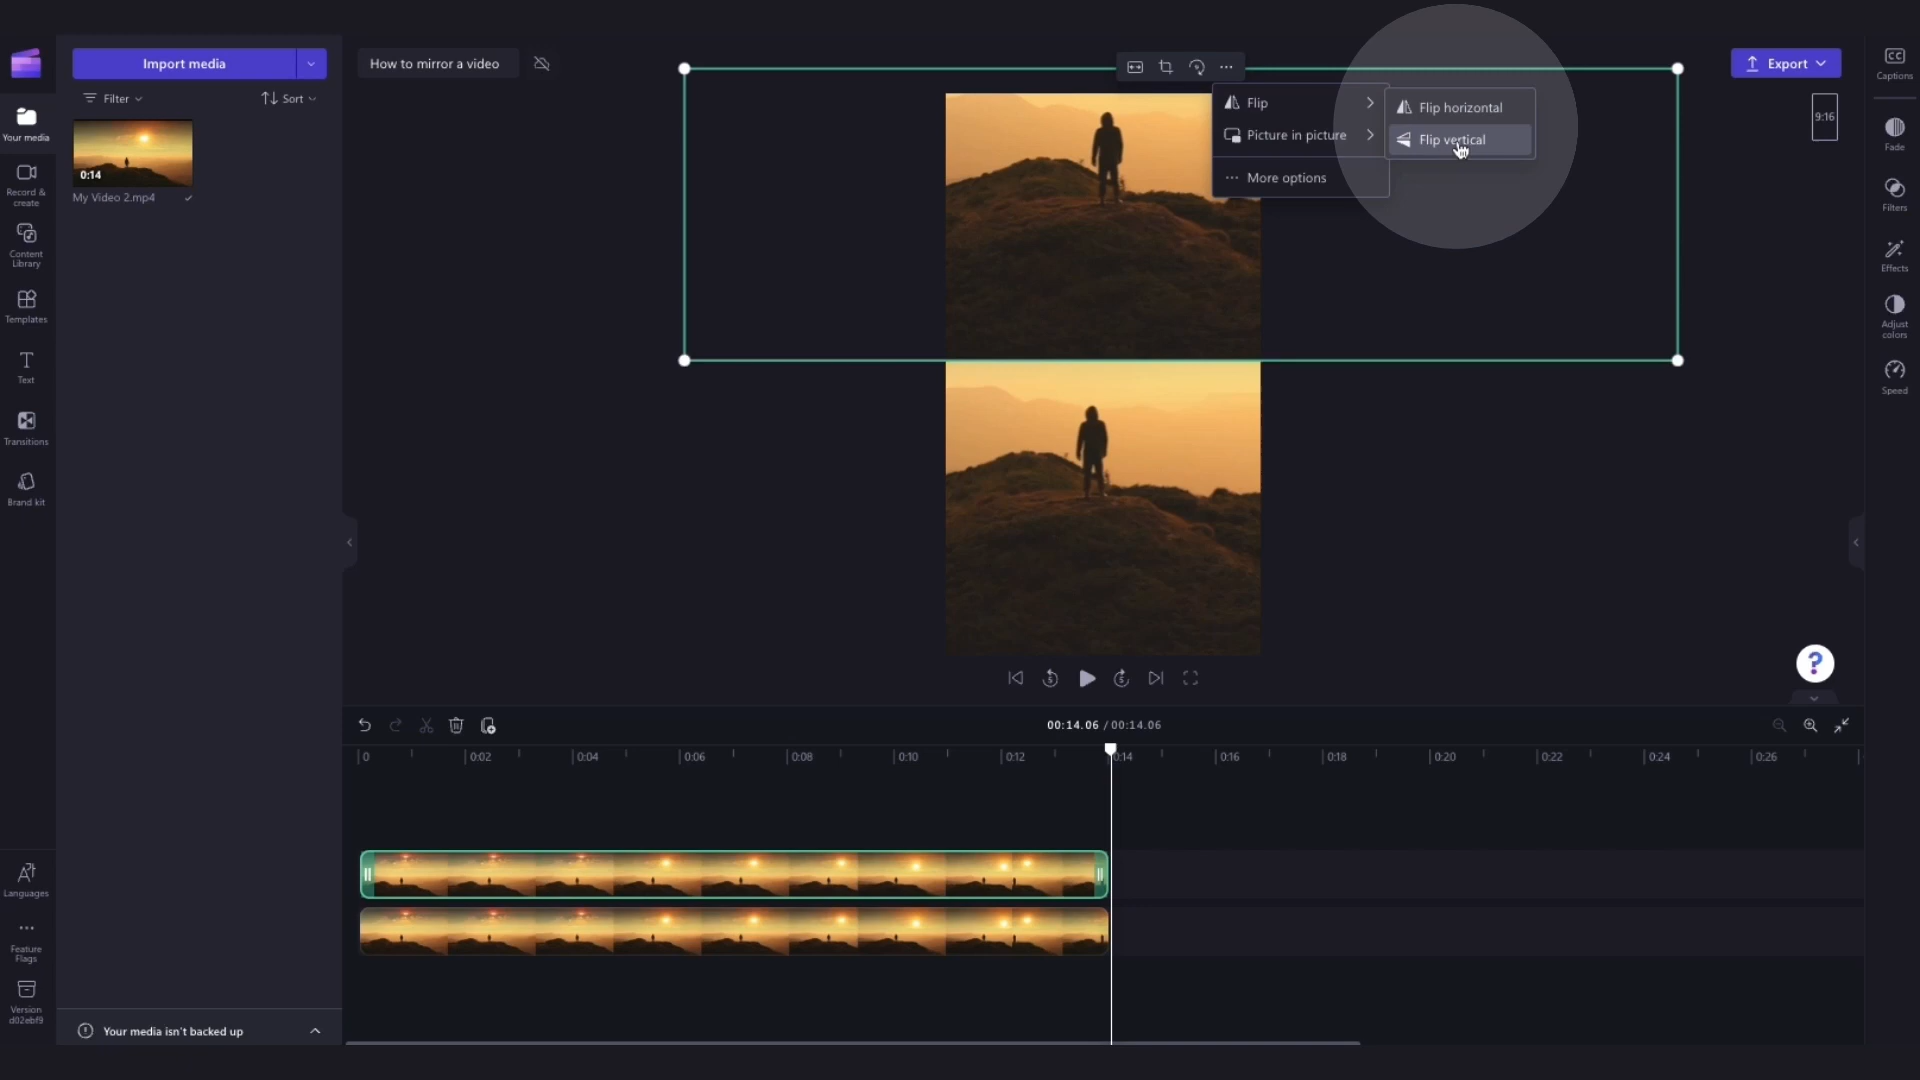 Import media
How to mirror a video
Export
Captions
Filter
Sort
Your media
0:14
My Video 2.mp4
Flip
Flip horizontal
Picture in picture
Flip vertical
More options
9:16
Fade
Record &
create
Filters
Content
Library
Effects
Templates
Adjust
colors
Text
Speed
Transitions
Brand kit
?
00:14.06 / 00:14.06
0
0:02
0:04
0:06
0:08
0:10
0:12
0:14
0:16
0:18
0:20
0:22
0:24
0:26
Languages
Feature
Flags
Version
d02ebf9
Your media isn't backed up